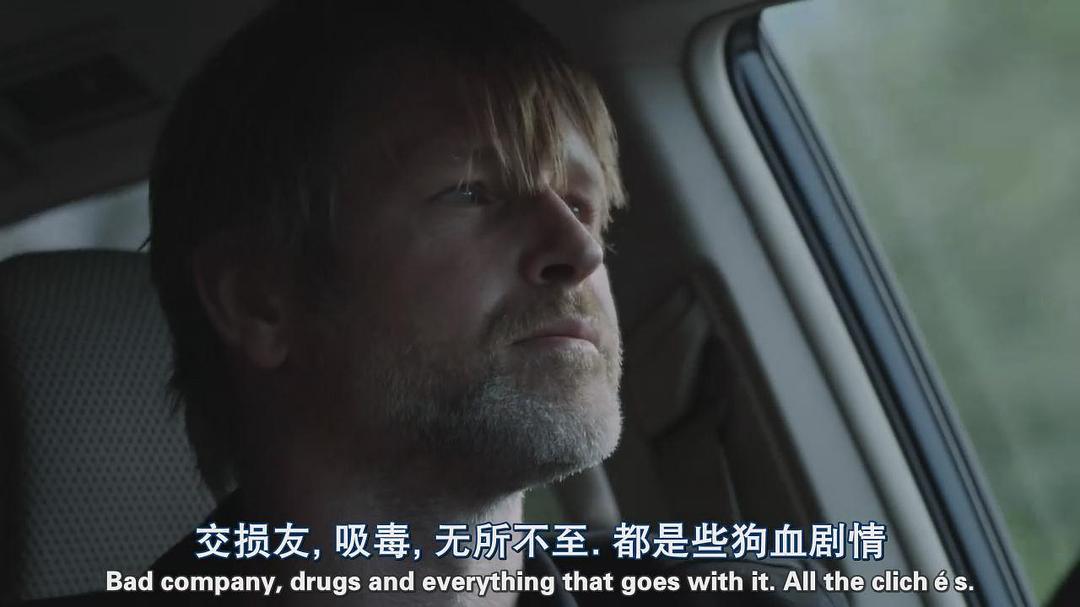 交损友, 吸毒, 无所不至. 都是些狗血剧情
Bad company, drugs and everything that goes with it. All the clich é s.